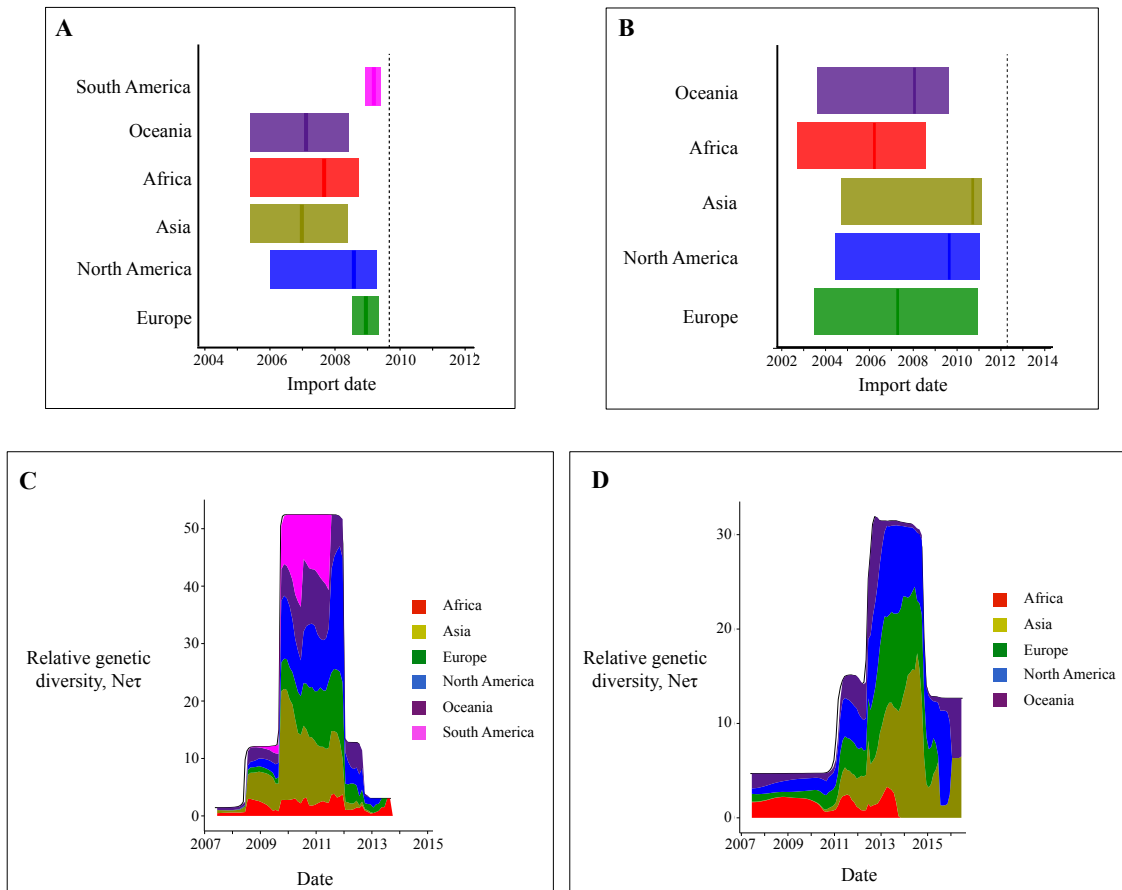 A
South America
Oceania
Africa
Asia
North America
Europe
2004 2006 2008 2010 2012
Import date
B
Oceania
Africa
Asia
North America
Europe
2002 2004 2006 2008 2010 2012 2014
Import date
C
50
40
30
20
10
0
Relative genetic
diversity, Neτ
2007 2009 2011 2013 2015
Date
Africa
Asia
Europe
North America
Oceania
South America
D
30
20
10
0
Relative genetic
diversity, Neτ
2007 2009 2011 2013 2015
Date
Africa
Asia
Europe
North America
Oceania